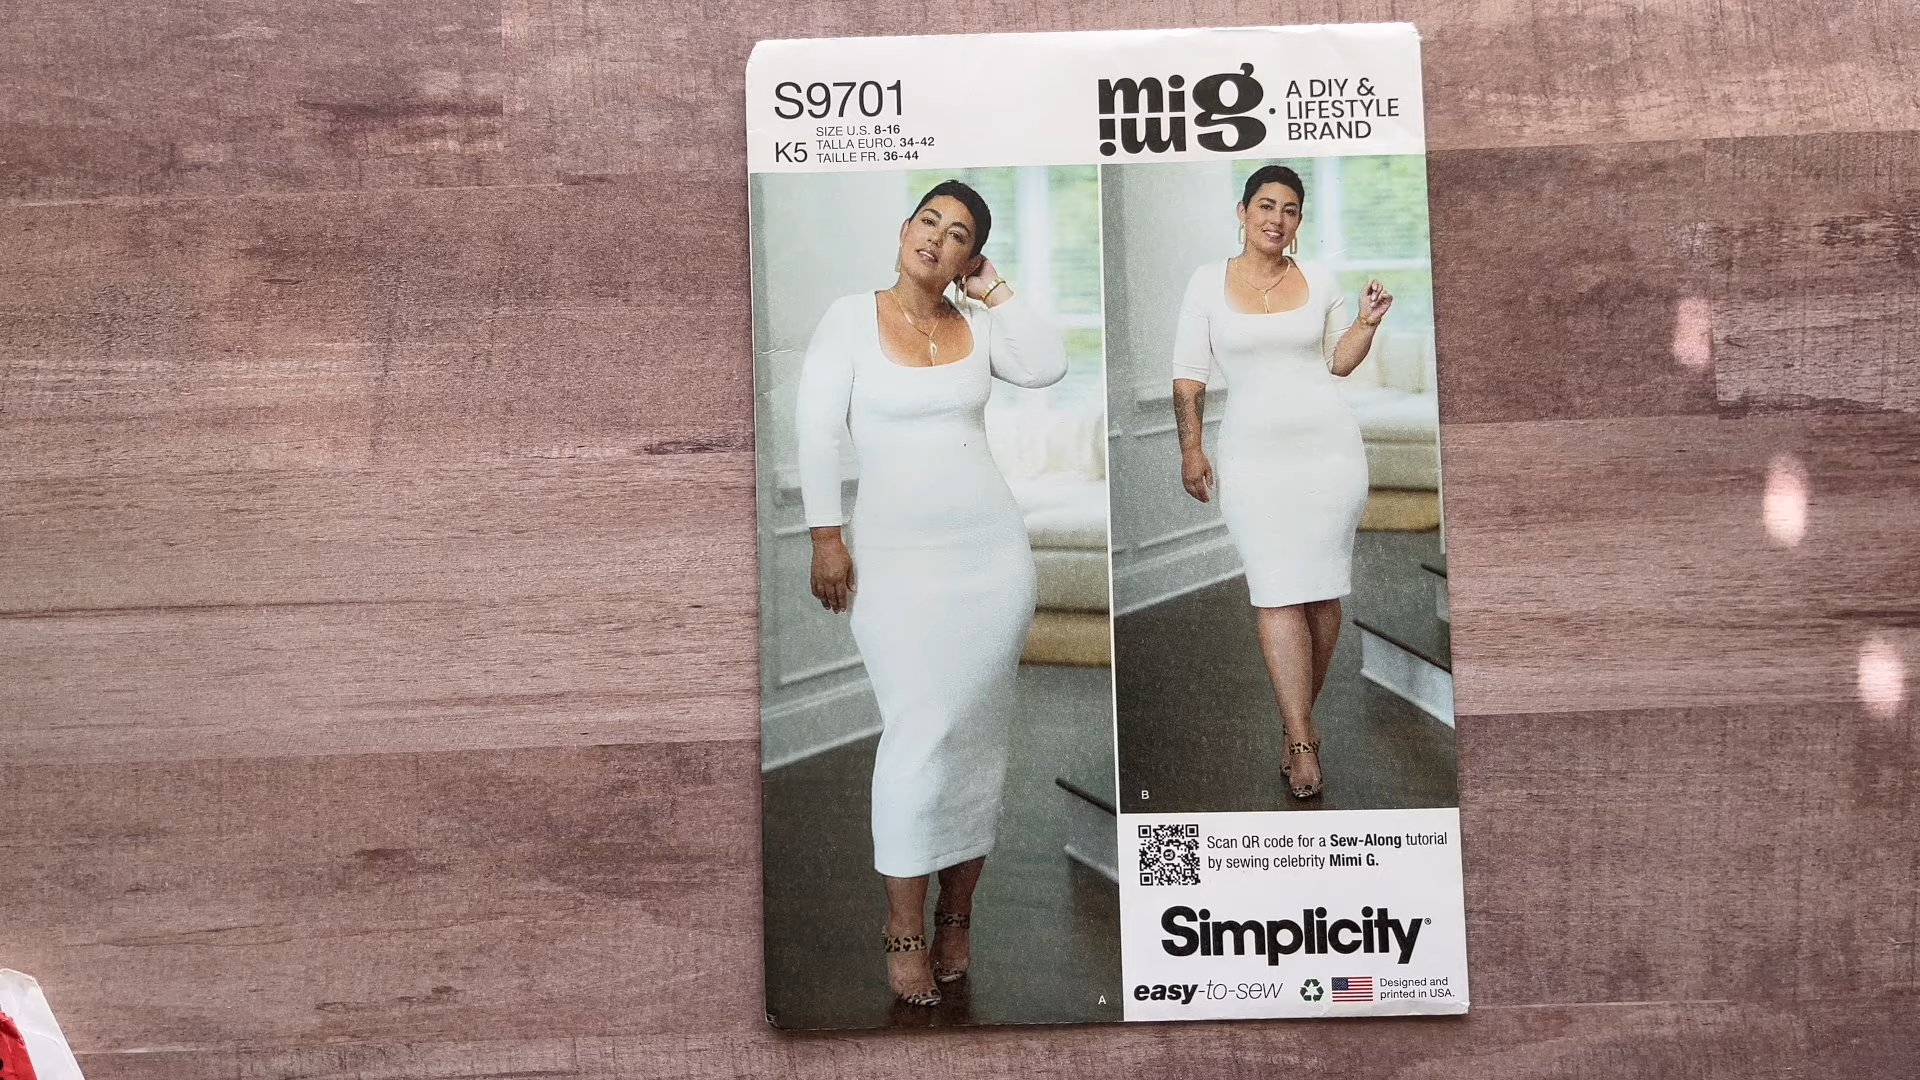 S9701
K5
SIZE U.S. 8-16
TALLA EURO. 34-42
TAILLE FR. 36-44
mig.
A DIY &
LIFESTYLE
BRAND
A
B
Scan QR code for a Sew-Along tutorial
by sewing celebrity Mimi G.
Simplicity®
easy-to-sew
Designed and
printed in USA.